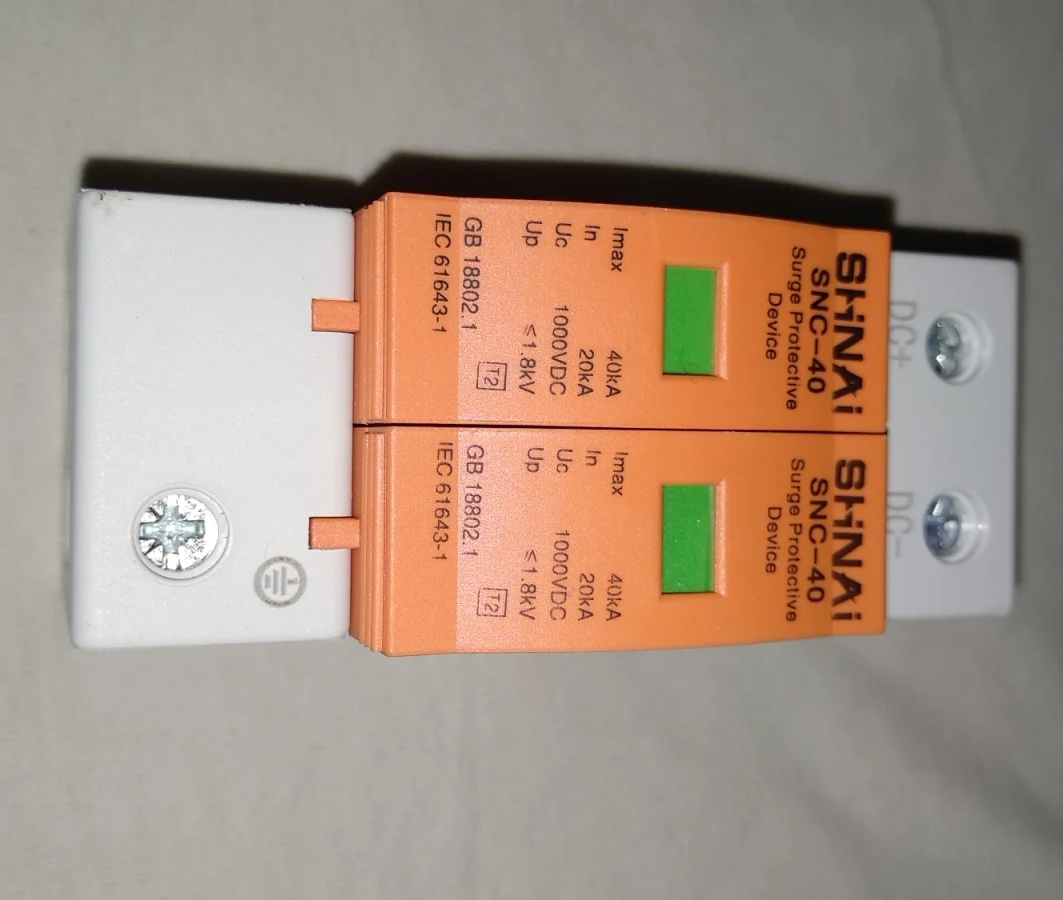 DC+
SHNAi
SNC-40
Surge Protective
Device
Imax 40kA
In 20kA
Uc 1000VDC
Up ≤1.8kV
T2
GB 18802.1
IEC 61643-1
DC-
SHNAi
SNC-40
Surge Protective
Device
Imax 40kA
In 20kA
Uc 1000VDC
Up ≤1.8kV
T2
GB 18802.1
IEC 61643-1